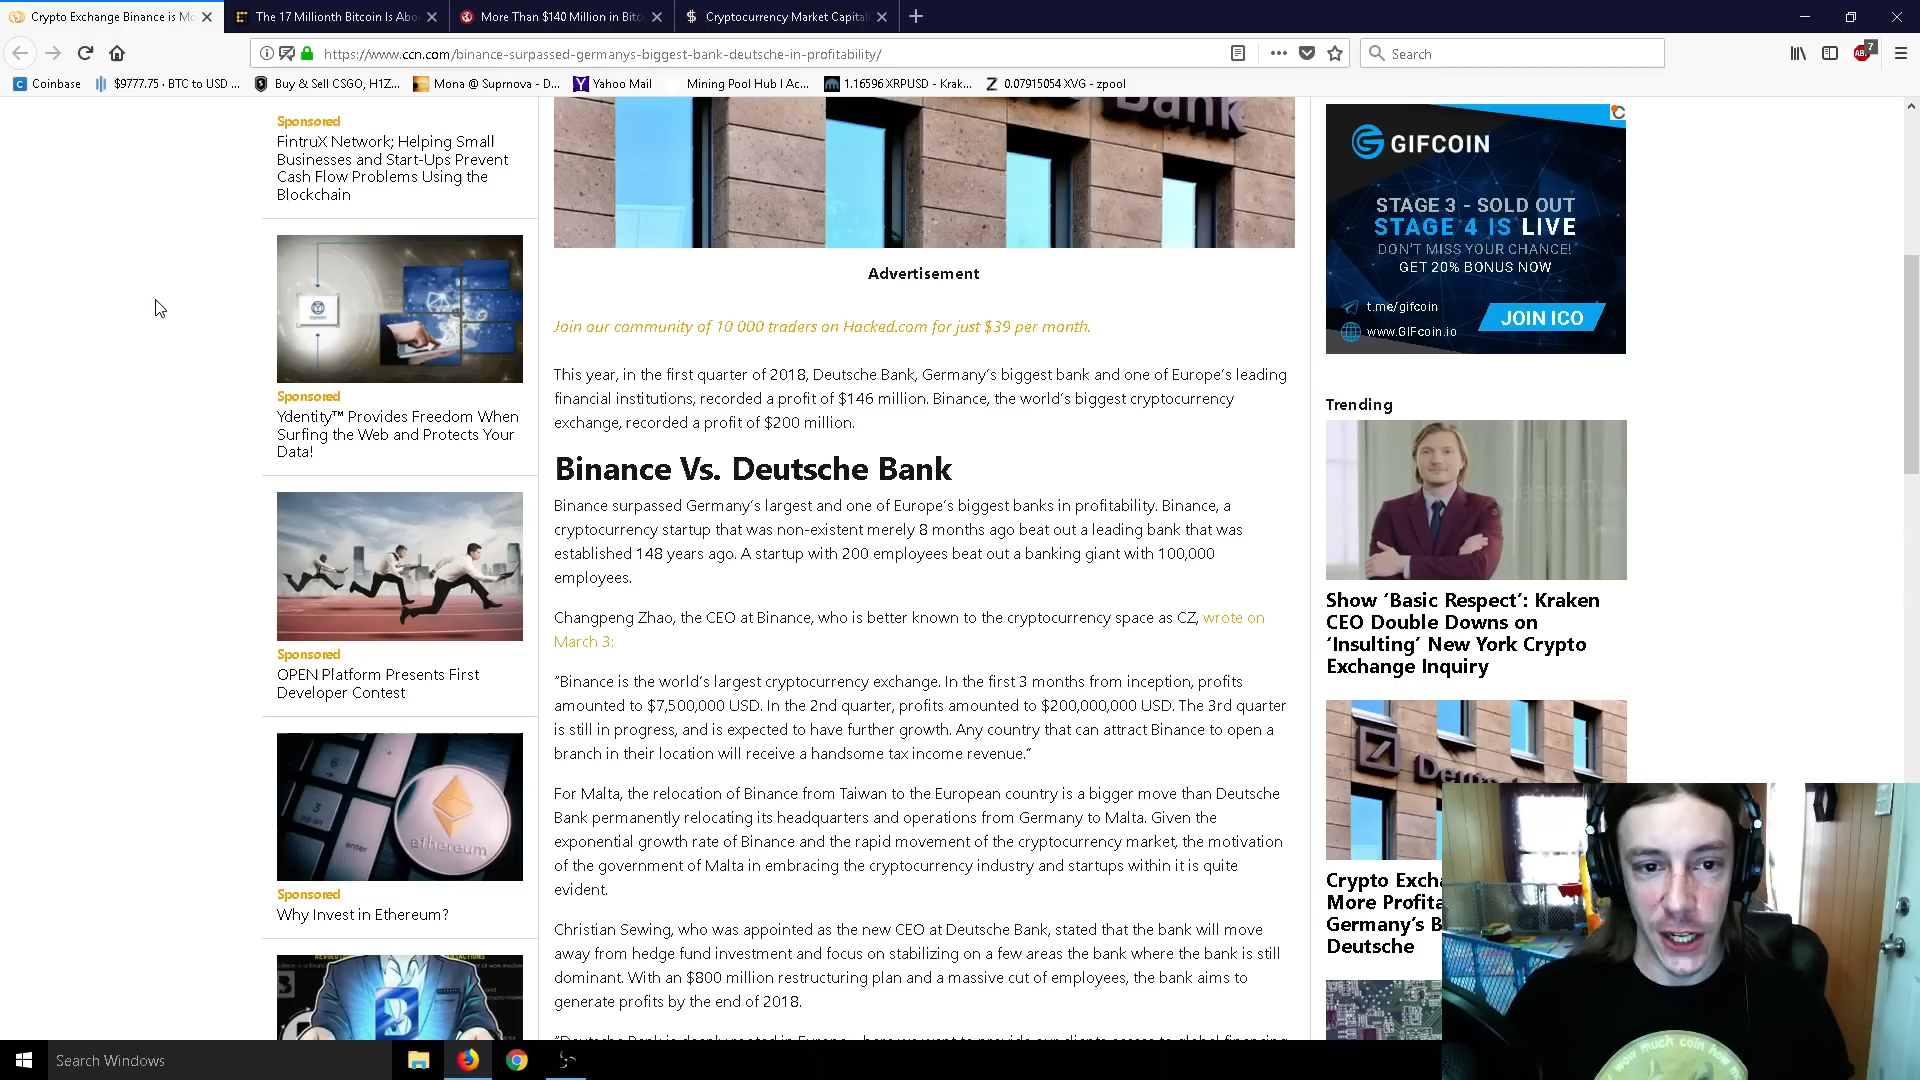 Crypto Exchange Binance is Mo
The 17 Millionth Bitcoin Is Abo
More Than $140 Million in Bitc
Cryptocurrency Market Capital
https://www.ccn.com/binance-surpassed-germanys-biggest-bank-deutsche-in-profitability/
Search
7
Coinbase
$9777.75 · BTC to USD ...
Buy & Sell CSGO, H1Z...
Mona @ Suprnova - D...
Yahoo Mail
Mining Pool Hub | Ac...
1.16596 XRPUSD - Krak...
0.07915054 XVG - zpool
Sponsored
FintruX Network; Helping Small
Businesses and Start-Ups Prevent
Cash Flow Problems Using the
Blockchain
Sponsored
Ydentity™ Provides Freedom When
Surfing the Web and Protects Your
Data!
Sponsored
OPEN Platform Presents First
Developer Contest
ethereum
Sponsored
Why Invest in Ethereum?
Bank
Advertisement
Join our community of 10 000 traders on Hacked.com for just $39 per month.
This year, in the first quarter of 2018, Deutsche Bank, Germany's biggest bank and one of Europe's leading
financial institutions, recorded a profit of $146 million. Binance, the world's biggest cryptocurrency
exchange, recorded a profit of $200 million.
Binance Vs. Deutsche Bank
Binance surpassed Germany's largest and one of Europe's biggest banks in profitability. Binance, a
cryptocurrency startup that was non-existent merely 8 months ago beat out a leading bank that was
established 148 years ago. A startup with 200 employees beat out a banking giant with 100,000
employees.
Changpeng Zhao, the CEO at Binance, who is better known to the cryptocurrency space as CZ, wrote on
March 3:
"Binance is the world's largest cryptocurrency exchange. In the first 3 months from inception, profits
amounted to $7,500,000 USD. In the 2nd quarter, profits amounted to $200,000,000 USD. The 3rd quarter
is still in progress, and is expected to have further growth. Any country that can attract Binance to open a
branch in their location will receive a handsome tax income revenue."
For Malta, the relocation of Binance from Taiwan to the European country is a bigger move than Deutsche
Bank permanently relocating its headquarters and operations from Germany to Malta. Given the
exponential growth rate of Binance and the rapid movement of the cryptocurrency market, the motivation
of the government of Malta in embracing the cryptocurrency industry and startups within it is quite
evident.
Christian Sewing, who was appointed as the new CEO at Deutsche Bank, stated that the bank will move
away from hedge fund investment and focus on stabilizing on a few areas the bank where the bank is still
dominant. With an $800 million restructuring plan and a massive cut of employees, the bank aims to
generate profits by the end of 2018.
GIFCOIN
STAGE 3 - SOLD OUT
STAGE 4 IS LIVE
DON'T MISS YOUR CHANCE!
GET 20% BONUS NOW
t.me/gifcoin
www.GIFcoin.io
JOIN ICO
Trending
Jesse Pow
Show 'Basic Respect': Kraken
CEO Double Downs on
'Insulting' New York Crypto
Exchange Inquiry
Crypto Excha
More Profita
Germany's B
Deutsche
wow much coin how m
Search Windows